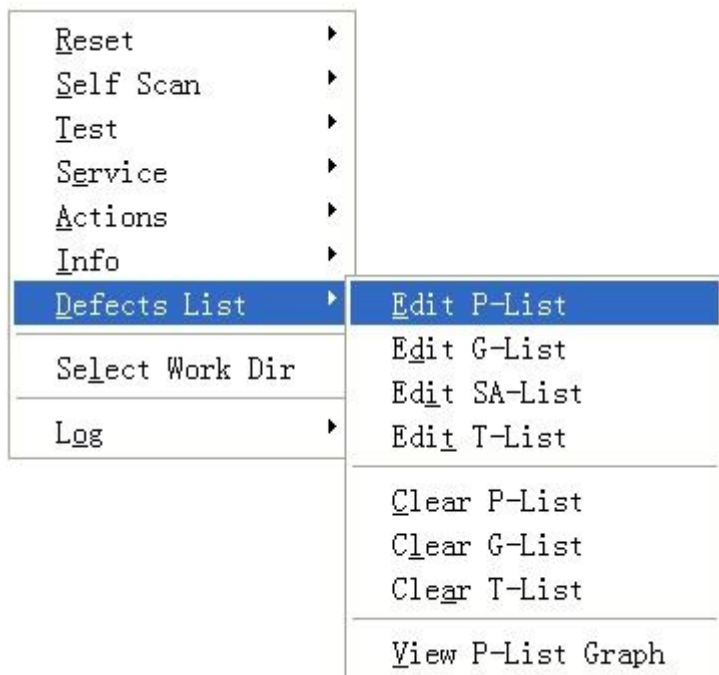 Reset
Self Scan
Test
Service
Actions
Info
Defects List
Select Work Dir
Log
Edit P-List
Edit G-List
Edit SA-List
Edit T-List
Clear P-List
Clear G-List
Clear T-List
View P-List Graph